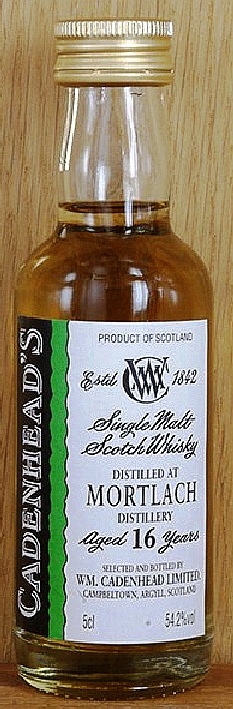 CADENHEAD'S
PRODUCT OF SCOTLAND
Estd WC 1842
Single Malt
Scotch Whisky
DISTILLED AT
MORTLACH
DISTILLERY
Aged 16 Years
SELECTED AND BOTTLED BY
WM. CADENHEAD LIMITED.
CAMPBELTOWN, ARGYLL, SCOTLAND
5cl 54.2%vol